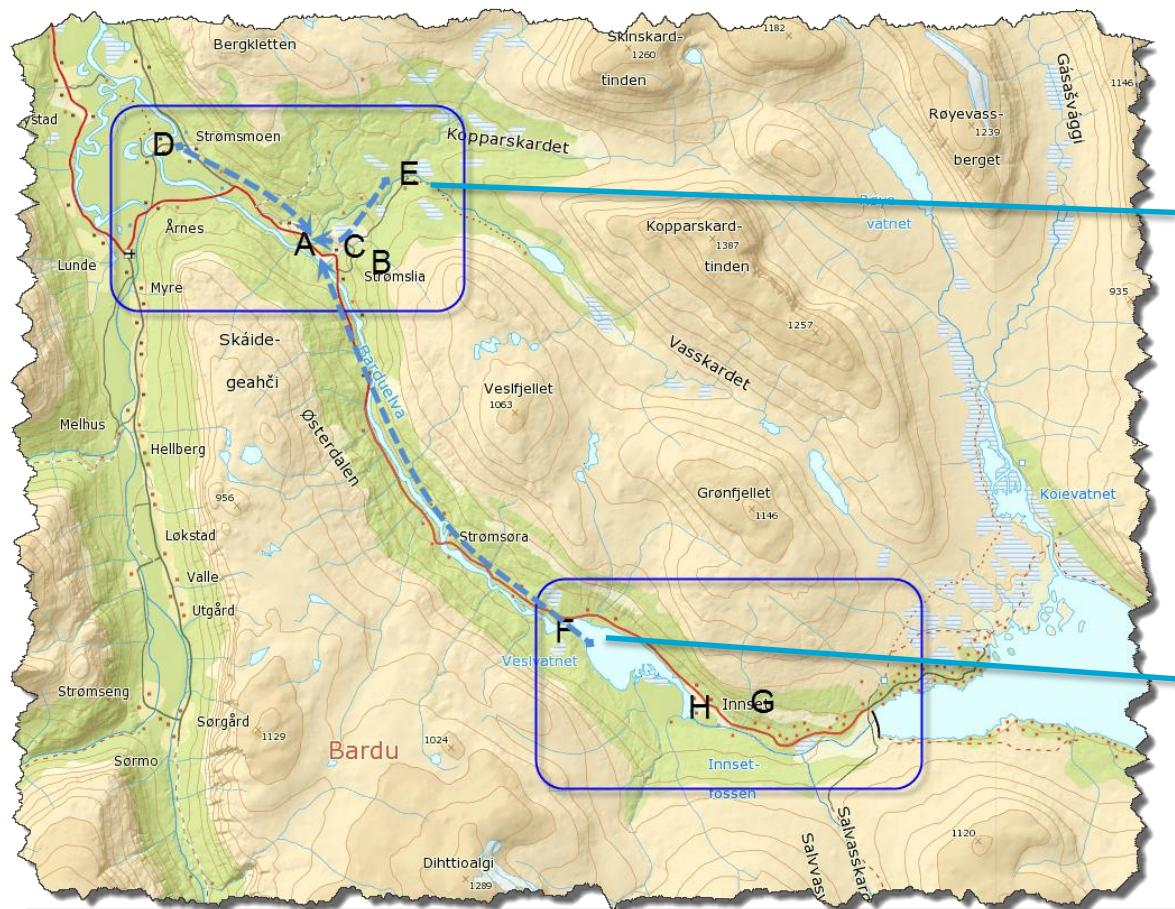 Bergkletten
Skinskard-
1260
tinden
1182
Gásašvággi
1146
ystad
D
Strømsmoen
Kopparskardet
Røyevass-
1239
berget
E
vatnet
Årnes
A
C
B
Strømslia
Kopparskard-
1387
tinden
Lunde
Myre
935
Skáide-
geahči
1257
Vasskardet
Barduelva
Veslfjellet
1063
Melhus
Østerdalen
Hellberg
956
Grønfjellet
1146
Koievatnet
Løkstad
Strømsøra
Valle
Utgård
F
Veslvatnet
Strømseng
H
Innset
G
Sørgård
1129
Bardu
1024
Sørmo
Innset-
fossen
Salvasskard
Salvvasv
1120
Dihttioalgi
1289